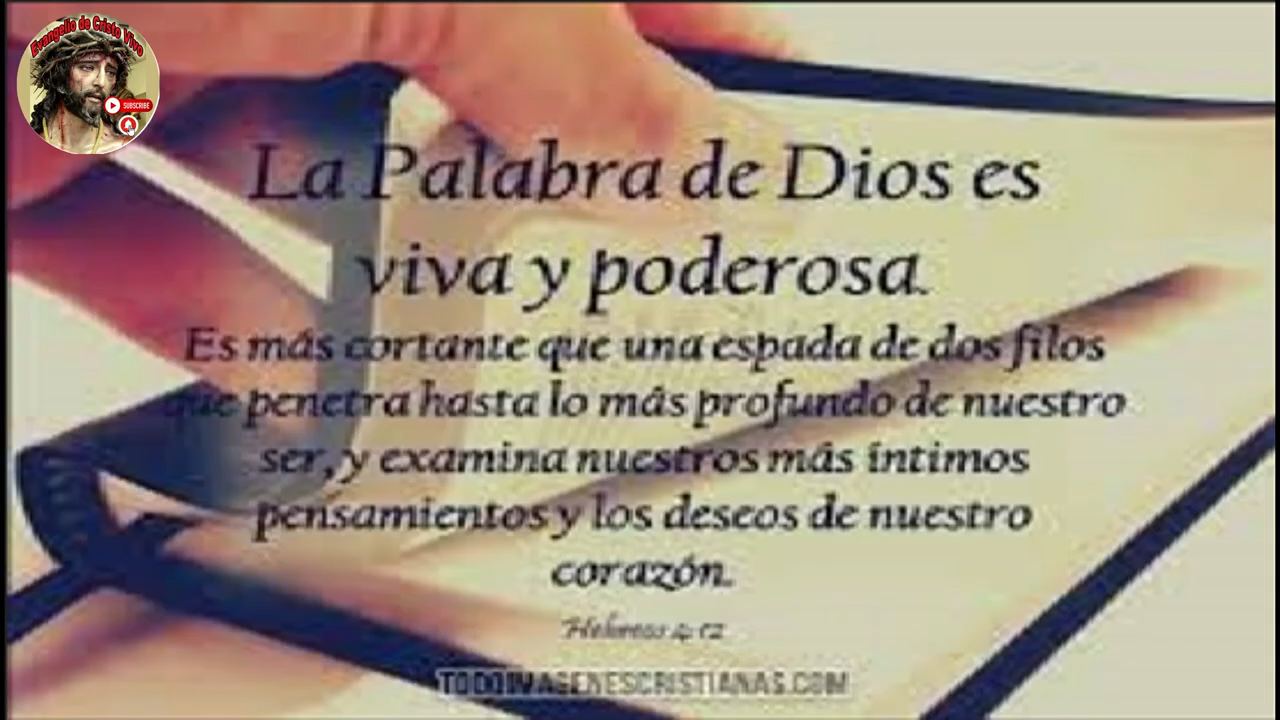 Evangelio de Cristo Vivo
SUBSCRIBE
La Palabra de Dios es
viva y poderosa.
Es más cortante que una espada de dos filos
que penetra hasta lo más profundo de nuestro
ser, y examina nuestros más íntimos
pensamientos y los deseos de nuestro
corazón.
Hebreos 4:12
TODOIMAGENESCRISTIANAS.COM